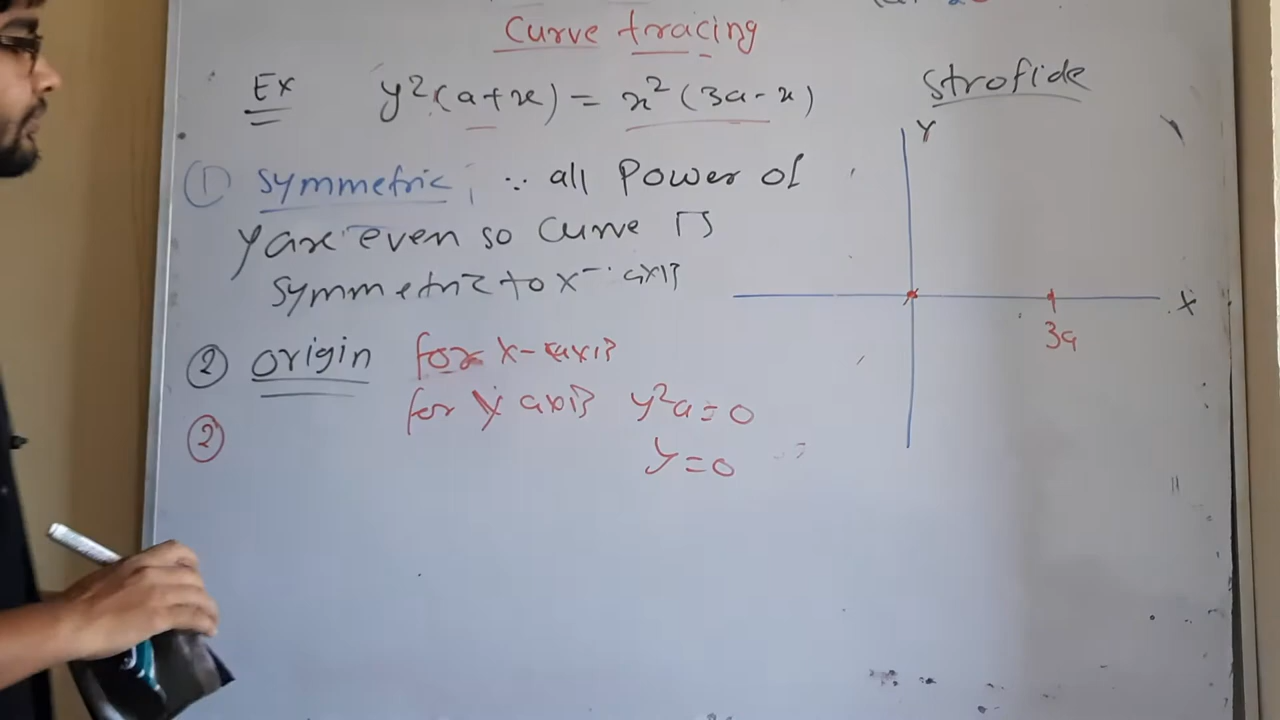 Curve tracing
Ex y²(a+x) = x²(3a-x)
① symmetric, ∵ all Power of
y are even so curve is
symmetric to x-axis
② origin for x-axis
for y axis y²a=0
②
y=0
Strofide
Y
X
3a